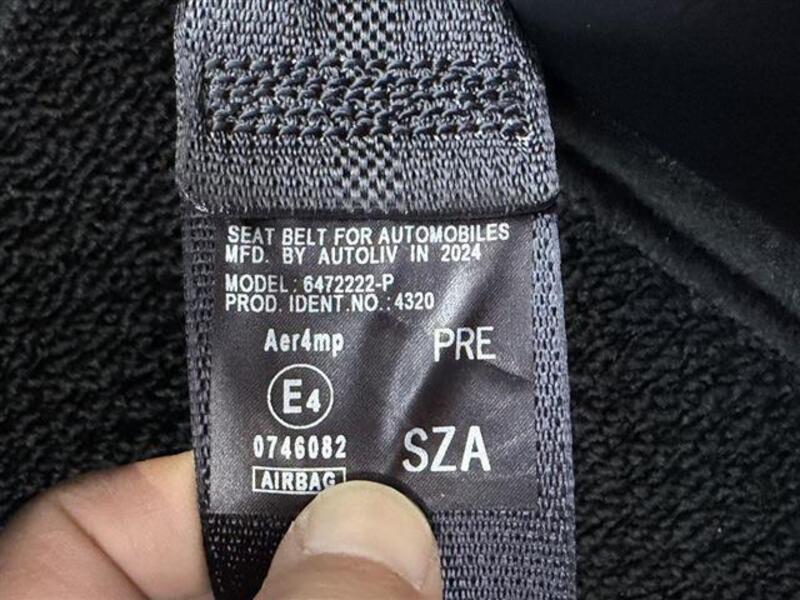 SEAT BELT FOR AUTOMOBILES
MFD. BY AUTOLIV IN 2024
MODEL: 6472222-P
PROD. IDENT.NO.: 4320
Aer4mp PRE
E4
0746082 SZA
AIRBAG